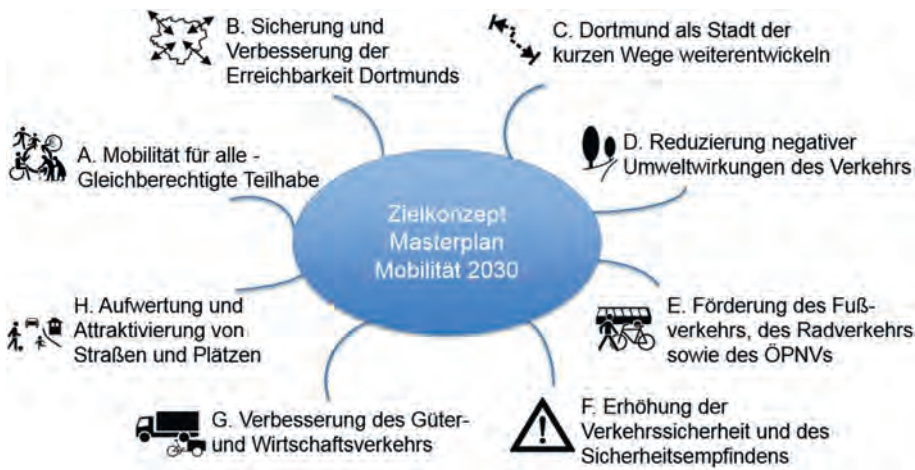 Zielkonzept
Masterplan
Mobilität 2030
A. Mobilität für alle -
Gleichberechtigte Teilhabe
B. Sicherung und
Verbesserung der
Erreichbarkeit Dortmunds
C. Dortmund als Stadt der
kurzen Wege weiterentwickeln
D. Reduzierung negativer
Umweltwirkungen des Verkehrs
E. Förderung des Fuß-
verkehrs, des Radverkehrs
sowie des ÖPNVs
F. Erhöhung der
Verkehrssicherheit und des
Sicherheitsempfindens
G. Verbesserung des Güter-
und Wirtschaftsverkehrs
H. Aufwertung und
Attraktivierung von
Straßen und Plätzen